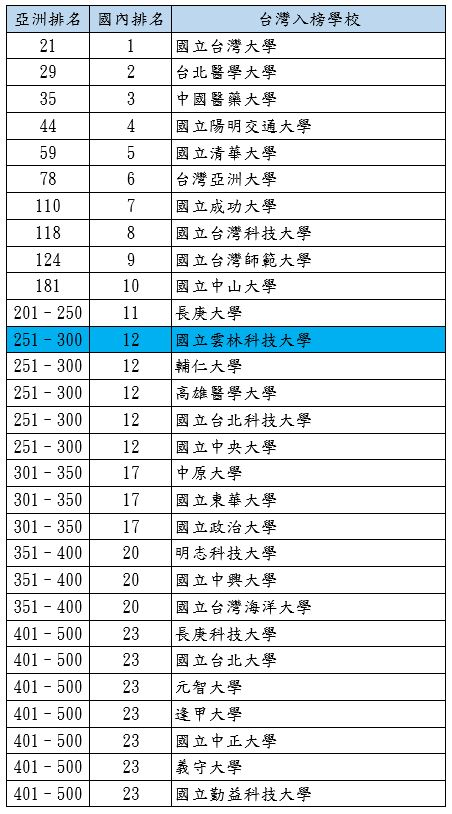 亞洲排名 國內排名 台灣入榜學校
21 1 國立台灣大學
29 2 台北醫學大學
35 3 中國醫藥大學
44 4 國立陽明交通大學
59 5 國立清華大學
78 6 台灣亞洲大學
110 7 國立成功大學
118 8 國立台灣科技大學
124 9 國立台灣師範大學
181 10 國立中山大學
201–250 11 長庚大學
251–300 12 國立雲林科技大學
251–300 12 輔仁大學
251–300 12 高雄醫學大學
251–300 12 國立台北科技大學
251–300 12 國立中央大學
301–350 17 中原大學
301–350 17 國立東華大學
301–350 17 國立政治大學
351–400 20 明志科技大學
351–400 20 國立中興大學
351–400 20 國立台灣海洋大學
401–500 23 長庚科技大學
401–500 23 國立台北大學
401–500 23 元智大學
401–500 23 逢甲大學
401–500 23 國立中正大學
401–500 23 義守大學
401–500 23 國立勤益科技大學